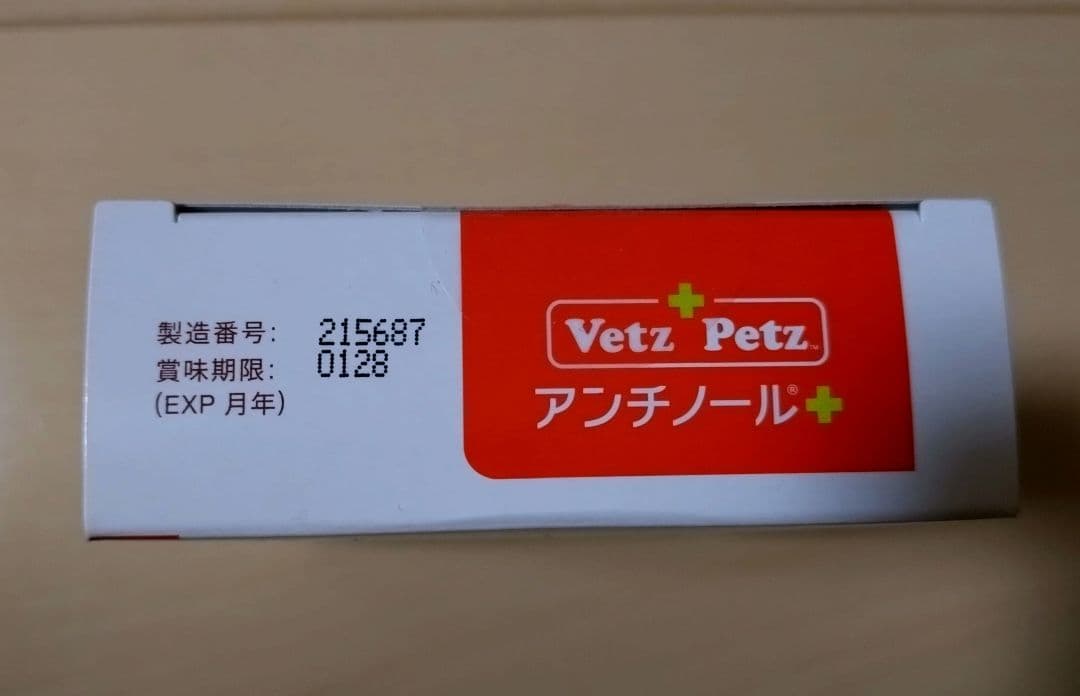 製造番号: 215687
賞味期限: 0128
(EXP 月年)
Vetz Petz™
アンチノール®+